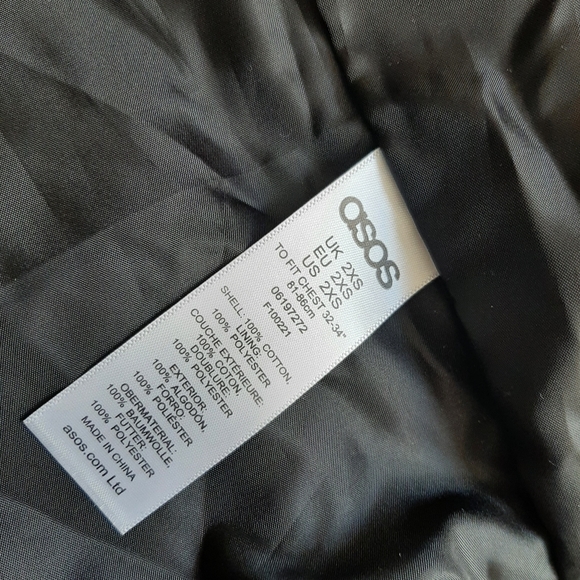 asos
UK 2XS
EU 2XS
US 2XS
TO FIT CHEST 32-34"
81-86cm
06197272
F100221
SHELL: 100% COTTON.
LINING:
100% POLYESTER
COUCHE EXTÉRIEURE:
100% COTON.
DOUBLURE:
100% POLYESTER
EXTERIOR:
100% ALGODÓN.
FORRO:
100% POLIÉSTER
OBERMATERIAL:
100% BAUMWOLLE.
FUTTER:
100% POLYESTER
MADE IN CHINA
asos.com Ltd